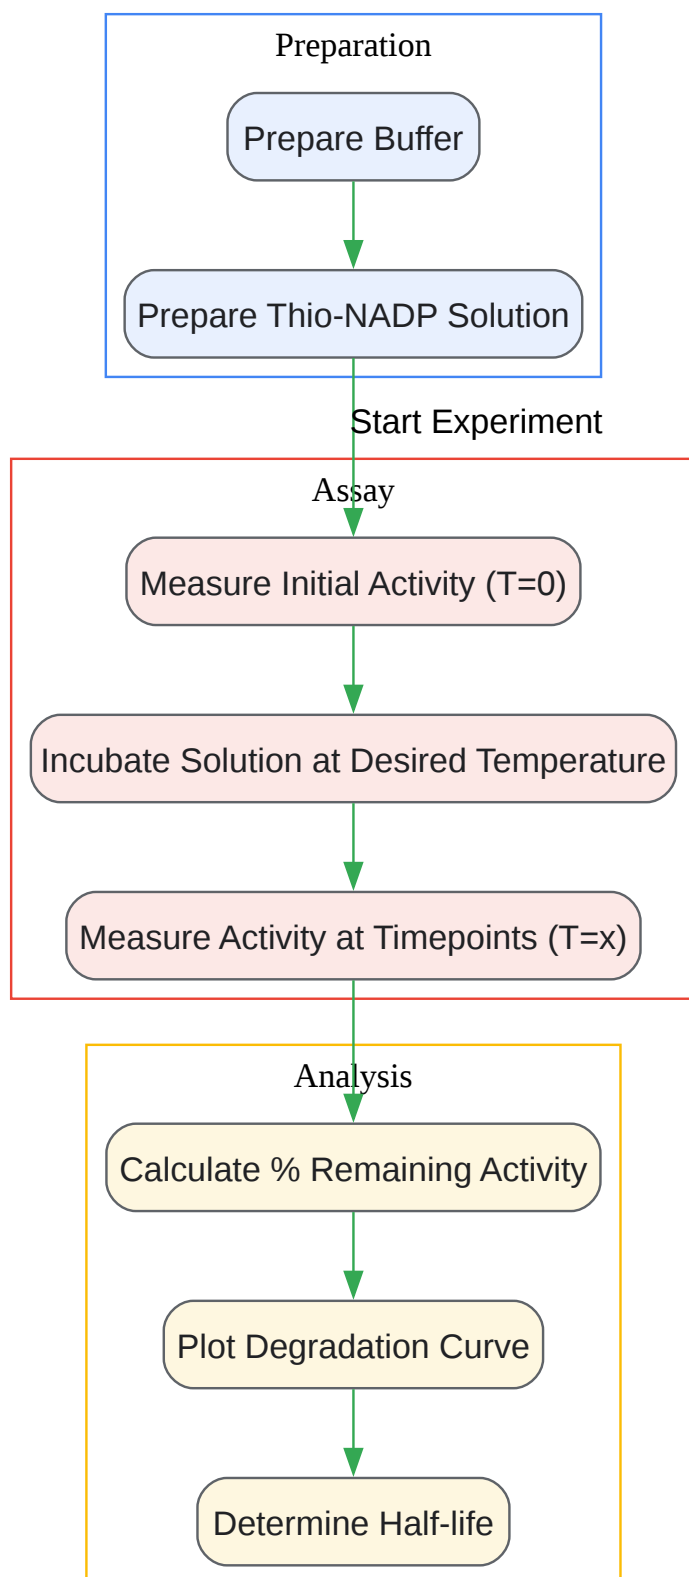 Preparation
Prepare Buffer
Prepare Thio-NADP Solution
Start Experiment
Assay
Measure Initial Activity (T=0)
Incubate Solution at Desired Temperature
Measure Activity at Timepoints (T=x)
Analysis
Calculate % Remaining Activity
Plot Degradation Curve
Determine Half-life